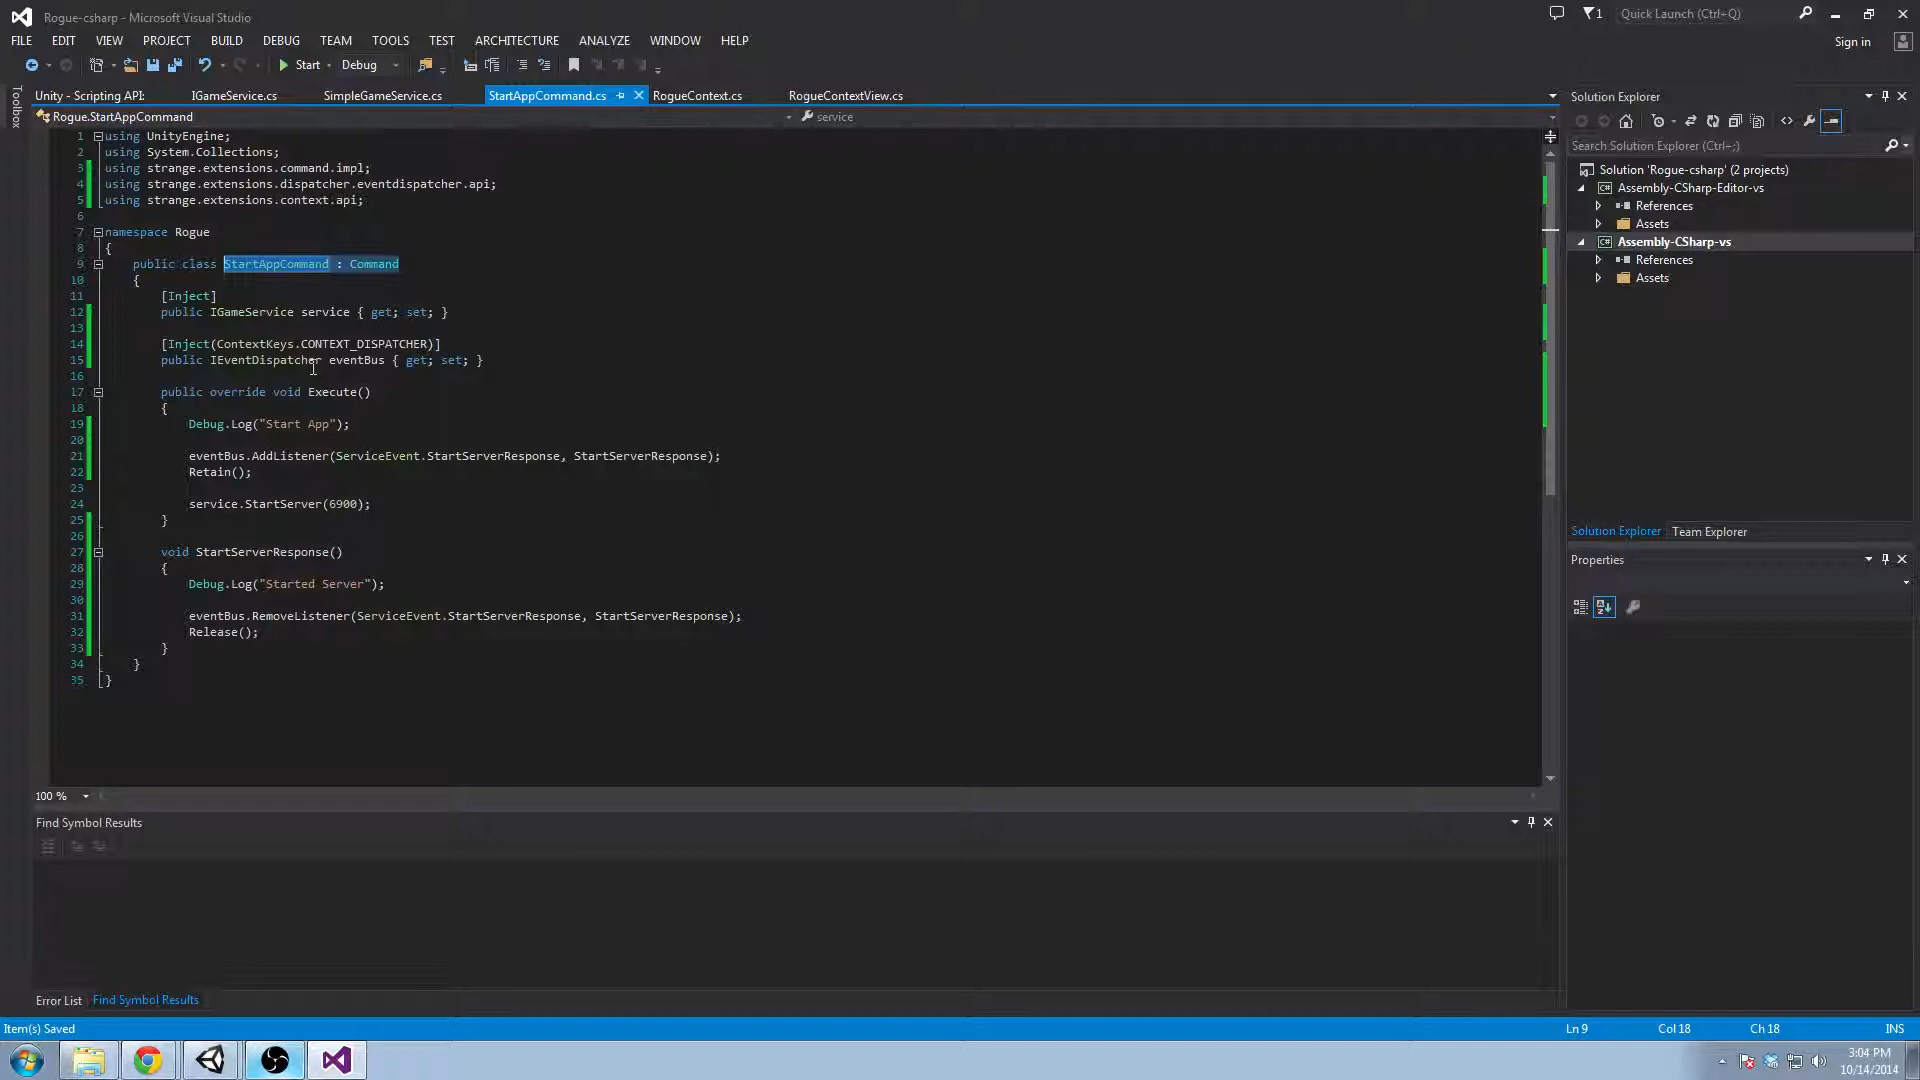 Rogue-csharp - Microsoft Visual Studio
1
Quick Launch (Ctrl+Q)
FILE EDIT VIEW PROJECT BUILD DEBUG TEAM TOOLS TEST ARCHITECTURE ANALYZE WINDOW HELP
Sign in
Start Debug
Toolbox
Unity - Scripting API: IGameService.cs SimpleGameService.cs StartAppCommand.cs RogueContext.cs RogueContextView.cs
Rogue.StartAppCommand service
1 using UnityEngine;
2 using System.Collections;
3 using strange.extensions.command.impl;
4 using strange.extensions.dispatcher.eventdispatcher.api;
5 using strange.extensions.context.api;
6
7 namespace Rogue
8 {
9 public class StartAppCommand : Command
10 {
11 [Inject]
12 public IGameService service { get; set; }
13
14 [Inject(ContextKeys.CONTEXT_DISPATCHER)]
15 public IEventDispatcher eventBus { get; set; }
16
17 public override void Execute()
18 {
19 Debug.Log("Start App");
20
21 eventBus.AddListener(ServiceEvent.StartServerResponse, StartServerResponse);
22 Retain();
23
24 service.StartServer(6900);
25 }
26
27 void StartServerResponse()
28 {
29 Debug.Log("Started Server");
30
31 eventBus.RemoveListener(ServiceEvent.StartServerResponse, StartServerResponse);
32 Release();
33 }
34 }
35 }
100 %
Find Symbol Results
Error List Find Symbol Results
Solution Explorer
Search Solution Explorer (Ctrl+;)
Solution 'Rogue-csharp' (2 projects)
Assembly-CSharp-Editor-vs
References
Assets
Assembly-CSharp-vs
References
Assets
Solution Explorer Team Explorer
Properties
Item(s) Saved Ln 9 Col 18 Ch 18 INS
3:04 PM
10/14/2014